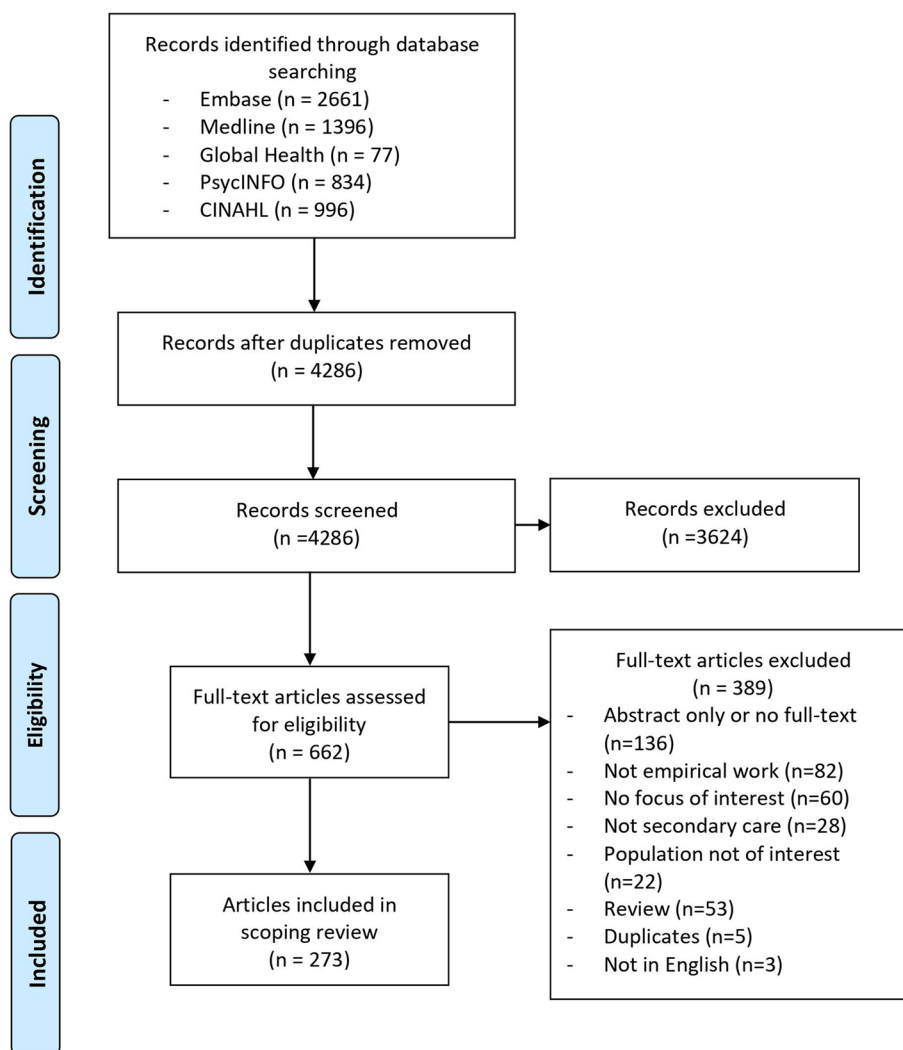 Records identified through database
searching
- Embase (n = 2661)
- Medline (n = 1396)
- Global Health (n = 77)
- PsycINFO (n = 834)
- CINAHL (n = 996)
Identification
Records after duplicates removed
(n = 4286)
Screening
Records screened
(n =4286)
Records excluded
(n =3624)
Eligibility
Full-text articles assessed
for eligibility
(n = 662)
Full-text articles excluded
(n = 389)
- Abstract only or no full-text
(n=136)
- Not empirical work (n=82)
- No focus of interest (n=60)
- Not secondary care (n=28)
- Population not of interest
(n=22)
- Review (n=53)
- Duplicates (n=5)
- Not in English (n=3)
Included
Articles included in
scoping review
(n = 273)